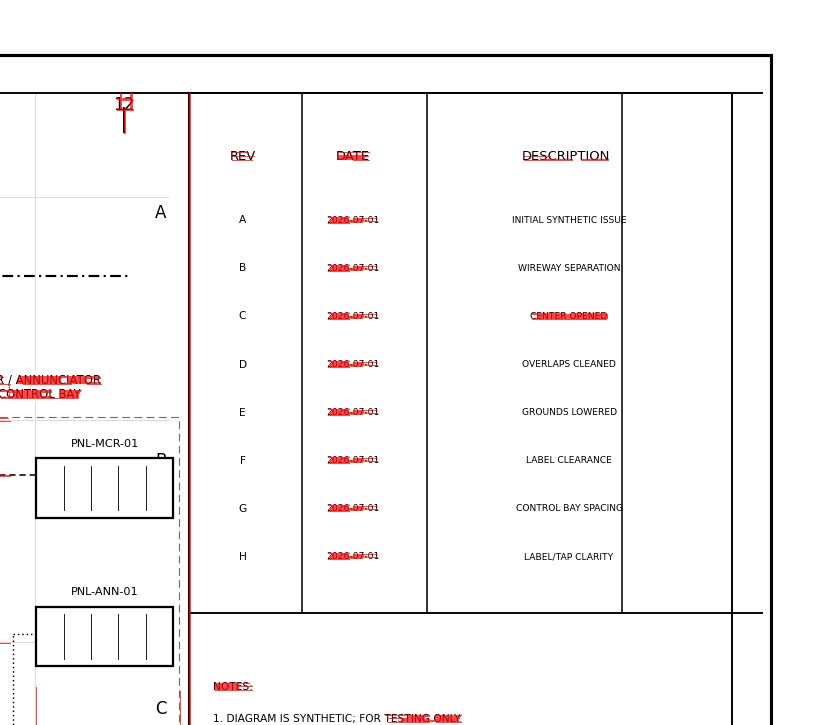 12
REV DATE DESCRIPTION
A
A 2026-07-01 INITIAL SYNTHETIC ISSUE
B 2026-07-01 WIREWAY SEPARATION
C 2026-07-01 CENTER OPENED
D 2026-07-01 OVERLAPS CLEANED
R / ANNUNCIATOR
CONTROL BAY
E 2026-07-01 GROUNDS LOWERED
PNL-MCR-01
F 2026-07-01 LABEL CLEARANCE
G 2026-07-01 CONTROL BAY SPACING
H 2026-07-01 LABEL/TAP CLARITY
PNL-ANN-01
NOTES:
C
1. DIAGRAM IS SYNTHETIC; FOR TESTING ONLY